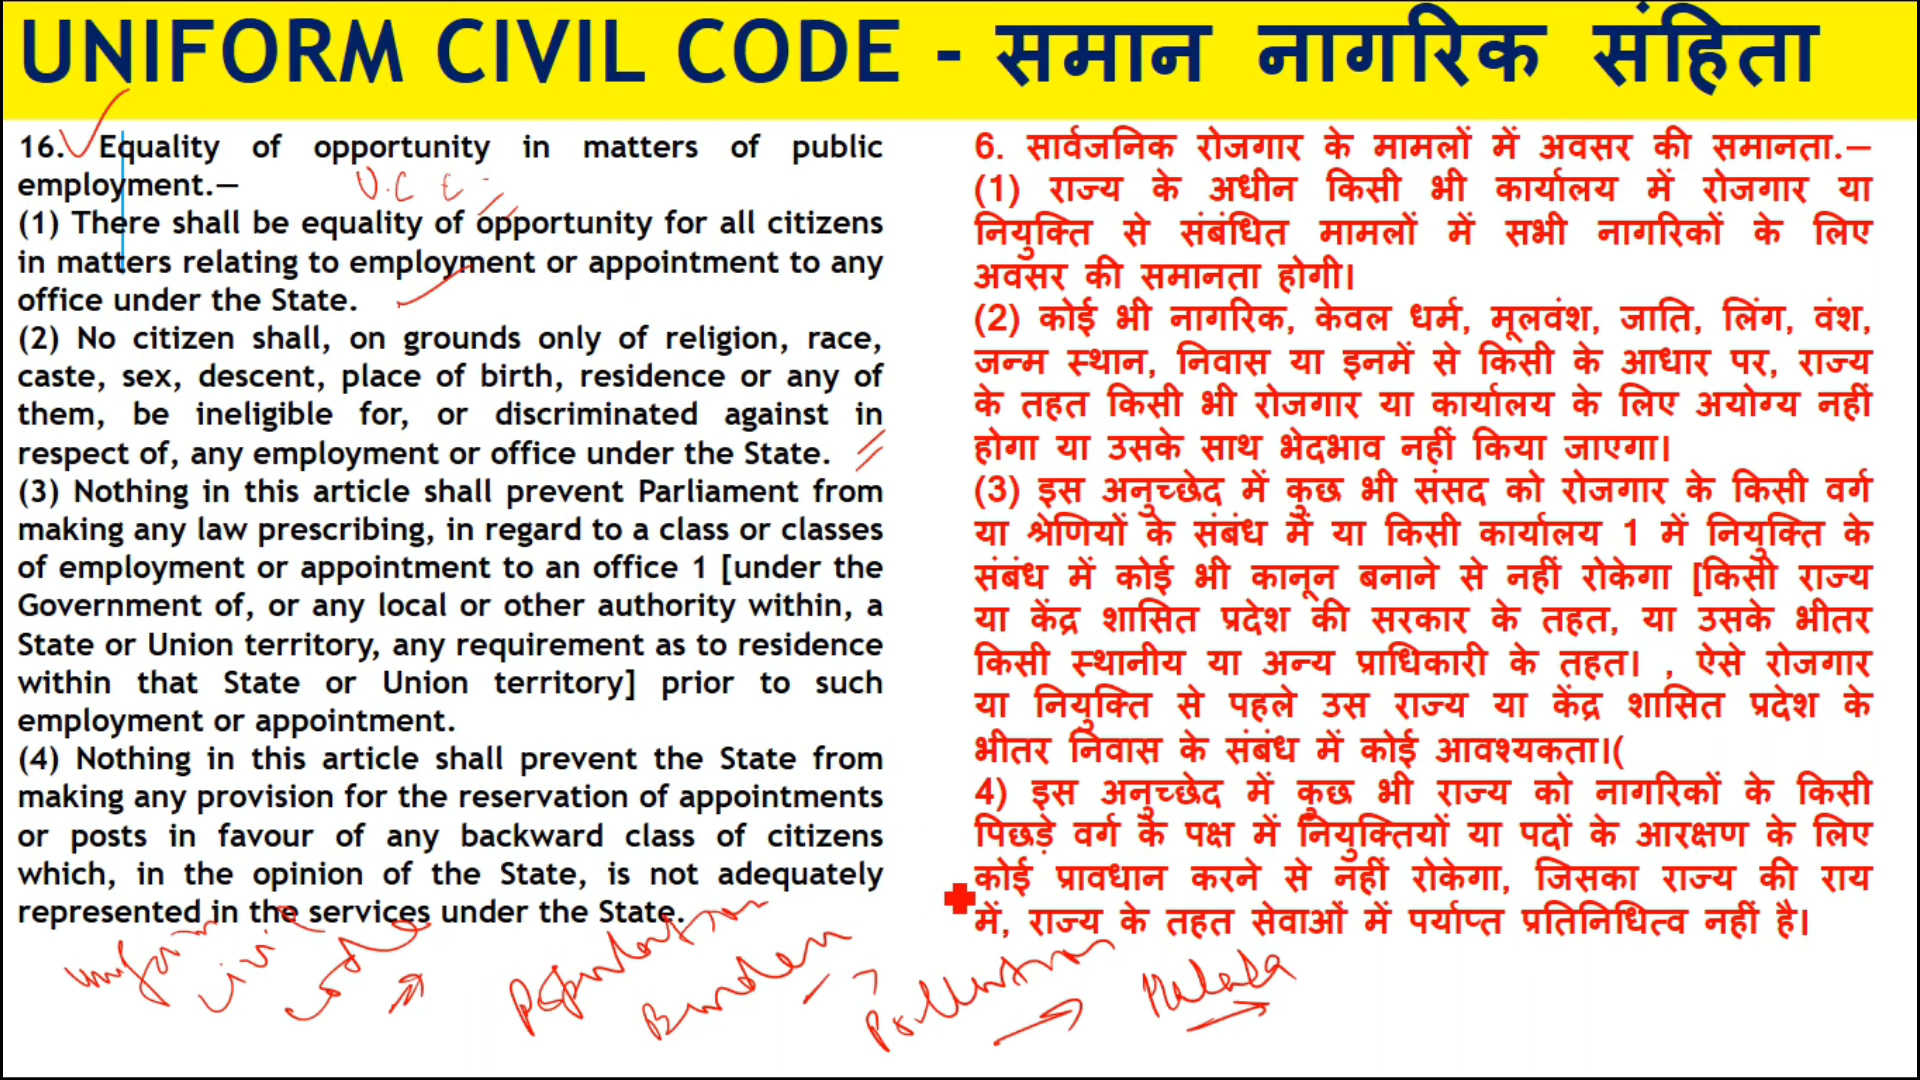 UNIFORM CIVIL CODE - समान नागरिक संहिता
16. Equality of opportunity in matters of public
employment.—
U.C.C
(1) There shall be equality of opportunity for all citizens
in matters relating to employment or appointment to any
office under the State.
(2) No citizen shall, on grounds only of religion, race,
caste, sex, descent, place of birth, residence or any of
them, be ineligible for, or discriminated against in
respect of, any employment or office under the State.
(3) Nothing in this article shall prevent Parliament from
making any law prescribing, in regard to a class or classes
of employment or appointment to an office 1 [under the
Government of, or any local or other authority within, a
State or Union territory, any requirement as to residence
within that State or Union territory] prior to such
employment or appointment.
(4) Nothing in this article shall prevent the State from
making any provision for the reservation of appointments
or posts in favour of any backward class of citizens
which, in the opinion of the State, is not adequately
represented in the services under the State.
6. सार्वजनिक रोजगार के मामलों में अवसर की समानता.—
(1) राज्य के अधीन किसी भी कार्यालय में रोजगार या
नियुक्ति से संबंधित मामलों में सभी नागरिकों के लिए
अवसर की समानता होगी।
(2) कोई भी नागरिक, केवल धर्म, मूलवंश, जाति, लिंग, वंश,
जन्म स्थान, निवास या इनमें से किसी के आधार पर, राज्य
के तहत किसी भी रोजगार या कार्यालय के लिए अयोग्य नहीं
होगा या उसके साथ भेदभाव नहीं किया जाएगा।
(3) इस अनुच्छेद में कुछ भी संसद को रोजगार के किसी वर्ग
या श्रेणियों के संबंध में या किसी कार्यालय 1 में नियुक्ति के
संबंध में कोई भी कानून बनाने से नहीं रोकेगा [किसी राज्य
या केंद्र शासित प्रदेश की सरकार के तहत, या उसके भीतर
किसी स्थानीय या अन्य प्राधिकारी के तहत। , ऐसे रोजगार
या नियुक्ति से पहले उस राज्य या केंद्र शासित प्रदेश के
भीतर निवास के संबंध में कोई आवश्यकता।(
4) इस अनुच्छेद में कुछ भी राज्य को नागरिकों के किसी
पिछड़े वर्ग के पक्ष में नियुक्तियों या पदों के आरक्षण के लिए
कोई प्रावधान करने से नहीं रोकेगा, जिसका राज्य की राय
में, राज्य के तहत सेवाओं में पर्याप्त प्रतिनिधित्व नहीं है।
Uniform
Civil
Code
Population
Burden
Pollution